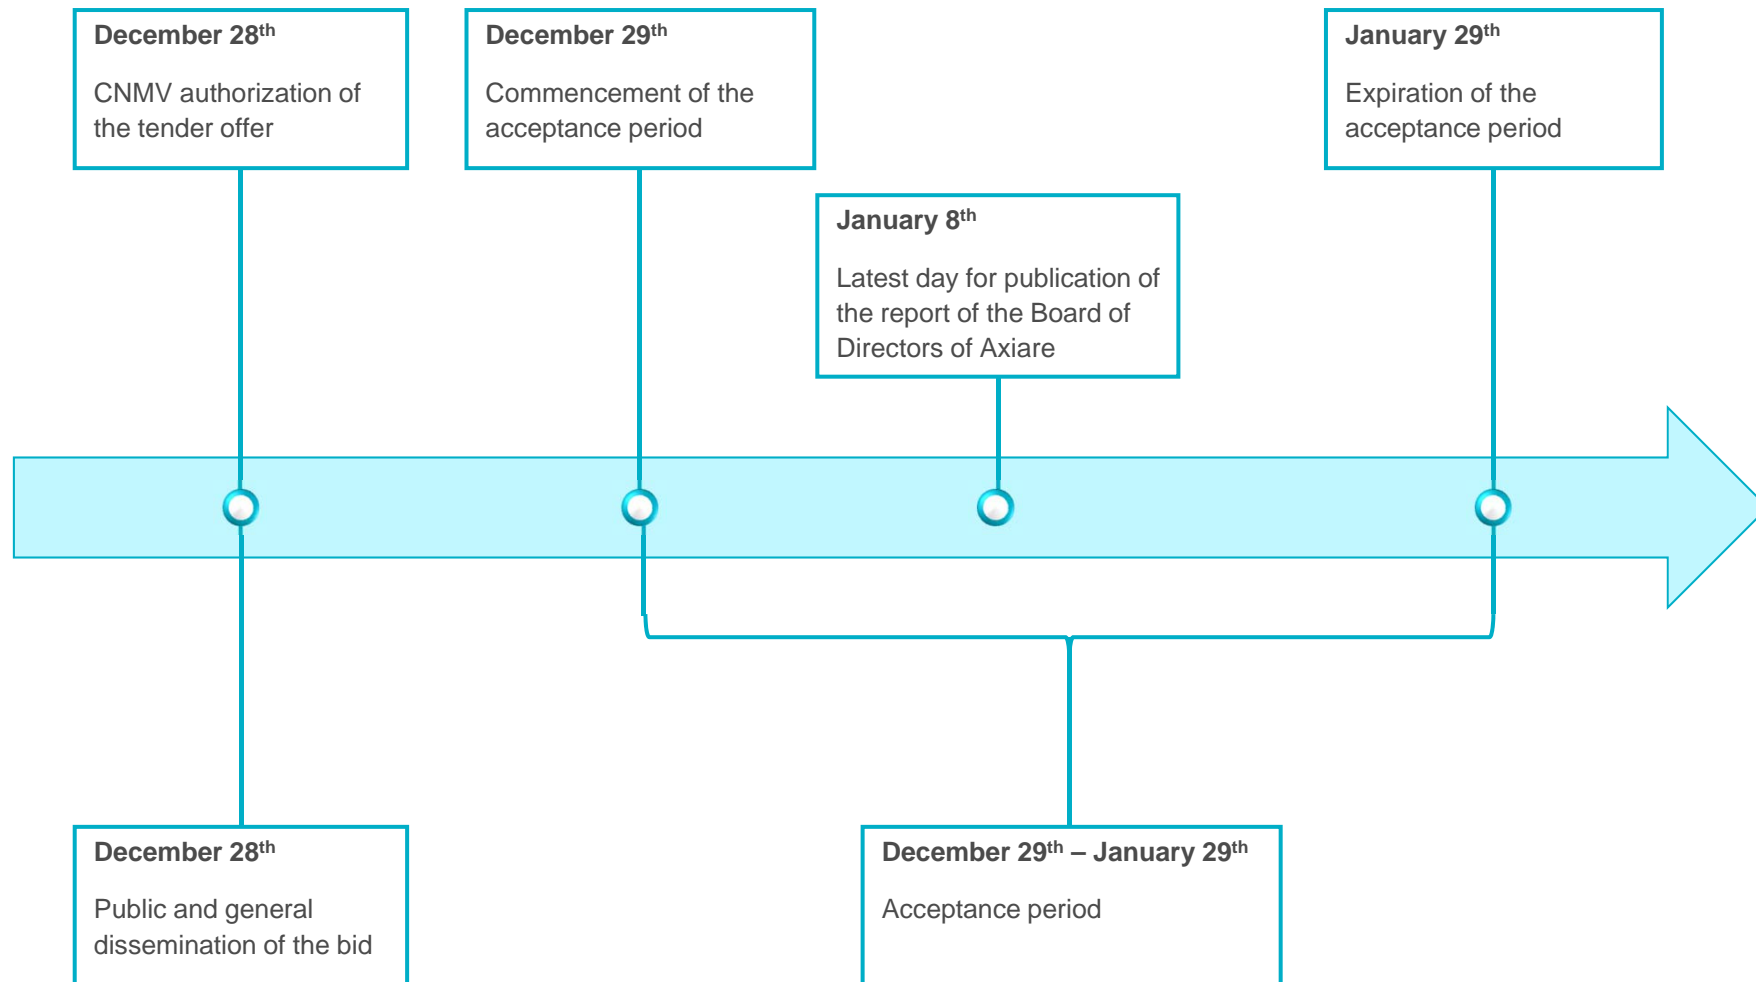 December 28th
CNMV authorization of
the tender offer
December 29th
Commencement of the
acceptance period
January 8th
Latest day for publication of
the report of the Board of
Directors of Axiare
January 29th
Expiration of the
acceptance period
December 28th
Public and general
dissemination of the bid
December 29th – January 29th
Acceptance period